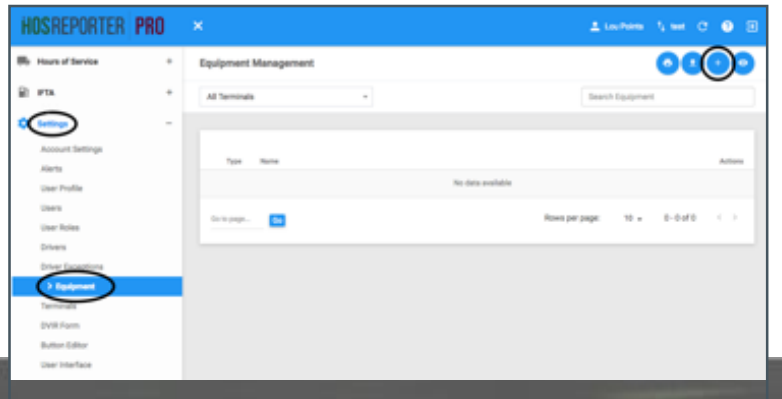 HOSREPORTER PRO
Lou Points
test
Hours of Service
Equipment Management
IFTA
All Terminals
Search Equipment
Settings
Account Settings
Alerts
User Profile
Users
User Roles
Drivers
Driver Exceptions
> Equipment
Terminals
DVIR Form
Button Editor
User Interface
Type Name Actions
No data available
Go to page... Go Rows per page: 10 0-0 of 0 < >